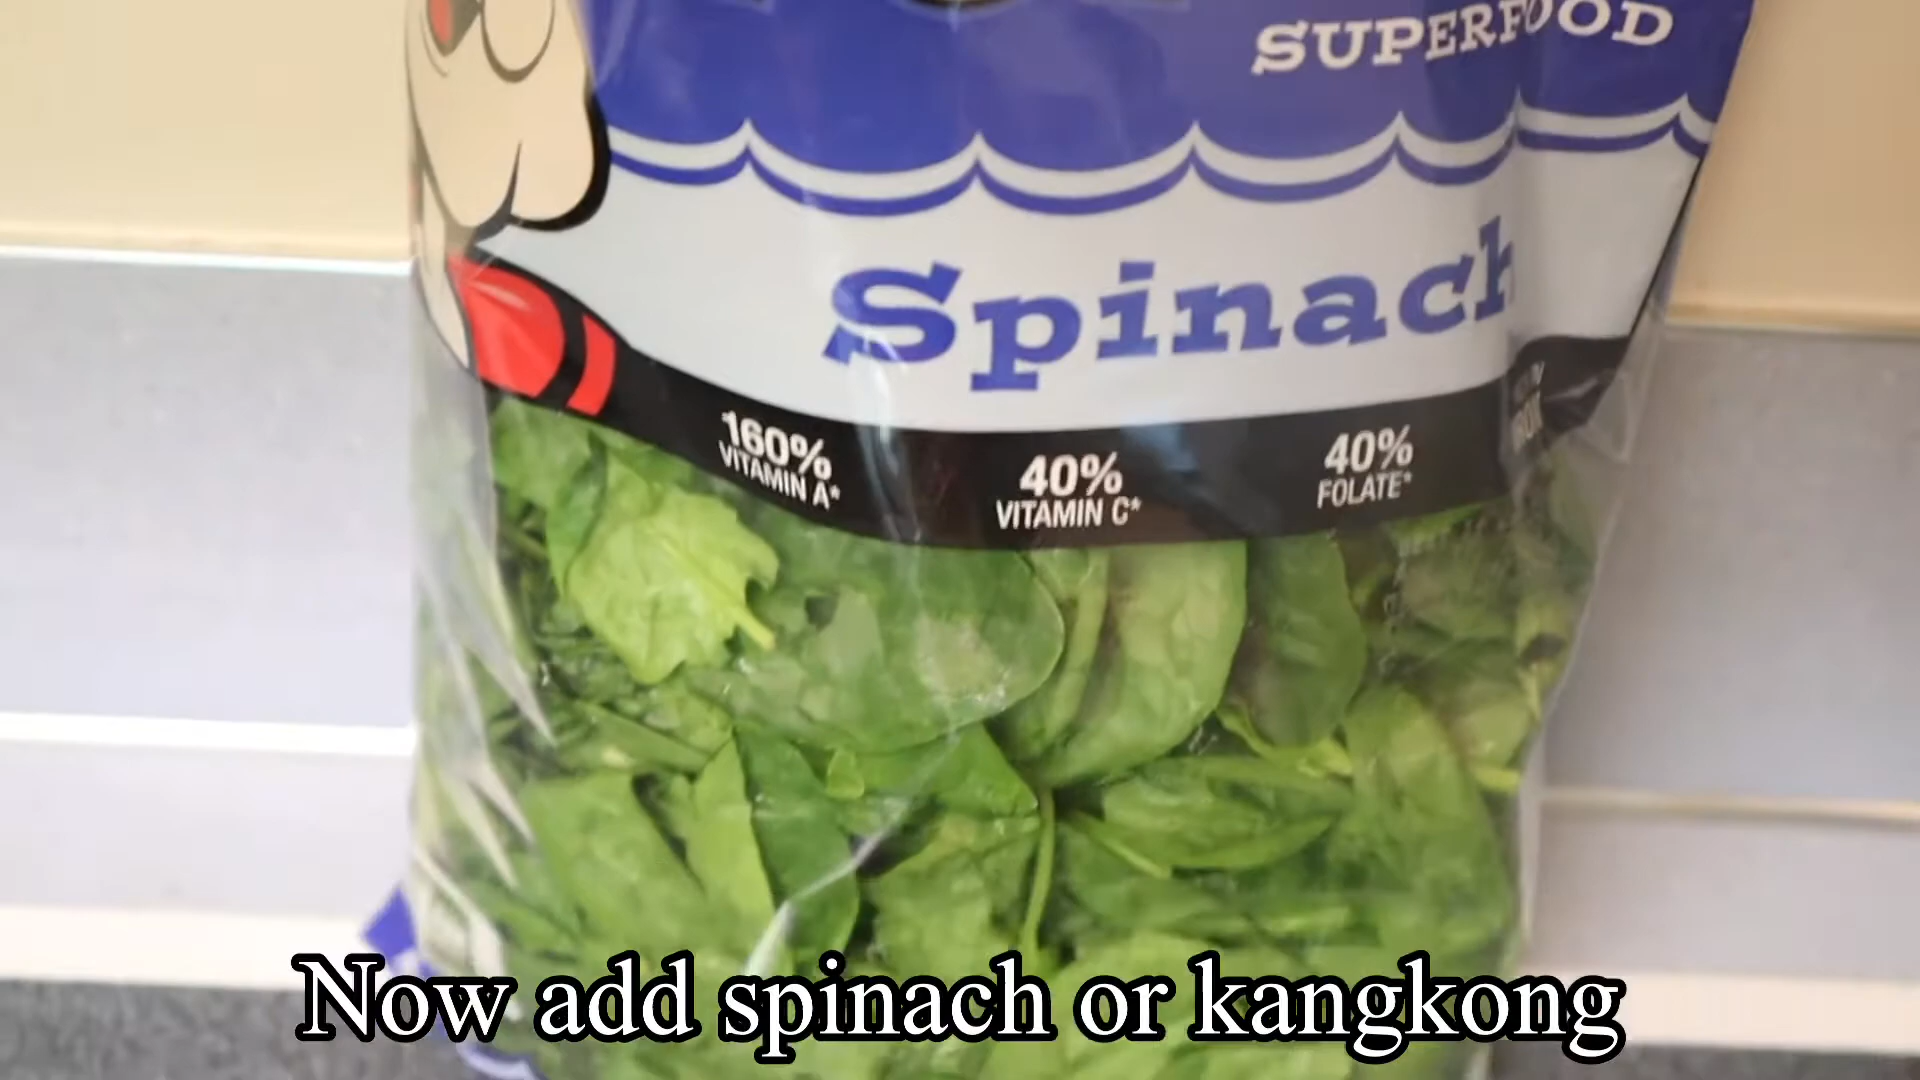 SUPERFOOD
Spinach
160%
VITAMIN A*
40%
VITAMIN C*
40%
FOLATE*
Now add spinach or kangkong